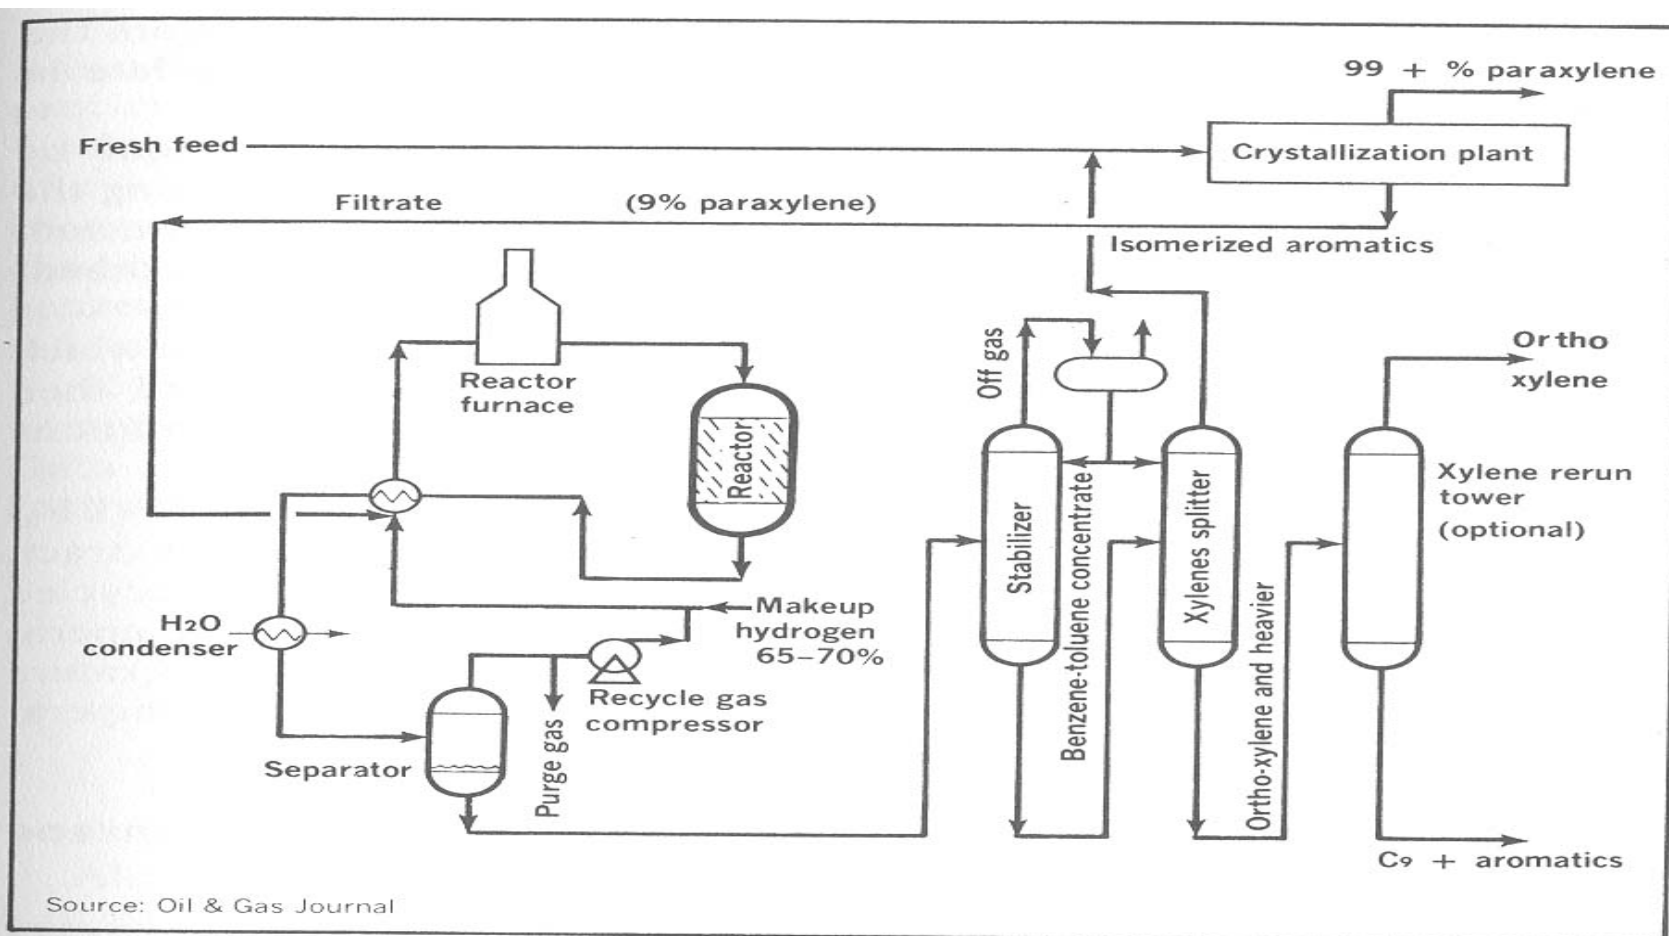 99 + % paraxylene
Fresh feed
Crystallization plant
Filtrate
(9% paraxylene)
Isomerized aromatics
Off gas
Ortho
xylene
Reactor
furnace
Reactor
Stabilizer
Benzene-toluene concentrate
Xylenes splitter
Ortho-xylene and heavier
Xylene rerun
tower
(optional)
H2O
condenser
Makeup
hydrogen
65-70%
Recycle gas
compressor
Purge gas
Separator
C9 + aromatics
Source: Oil & Gas Journal